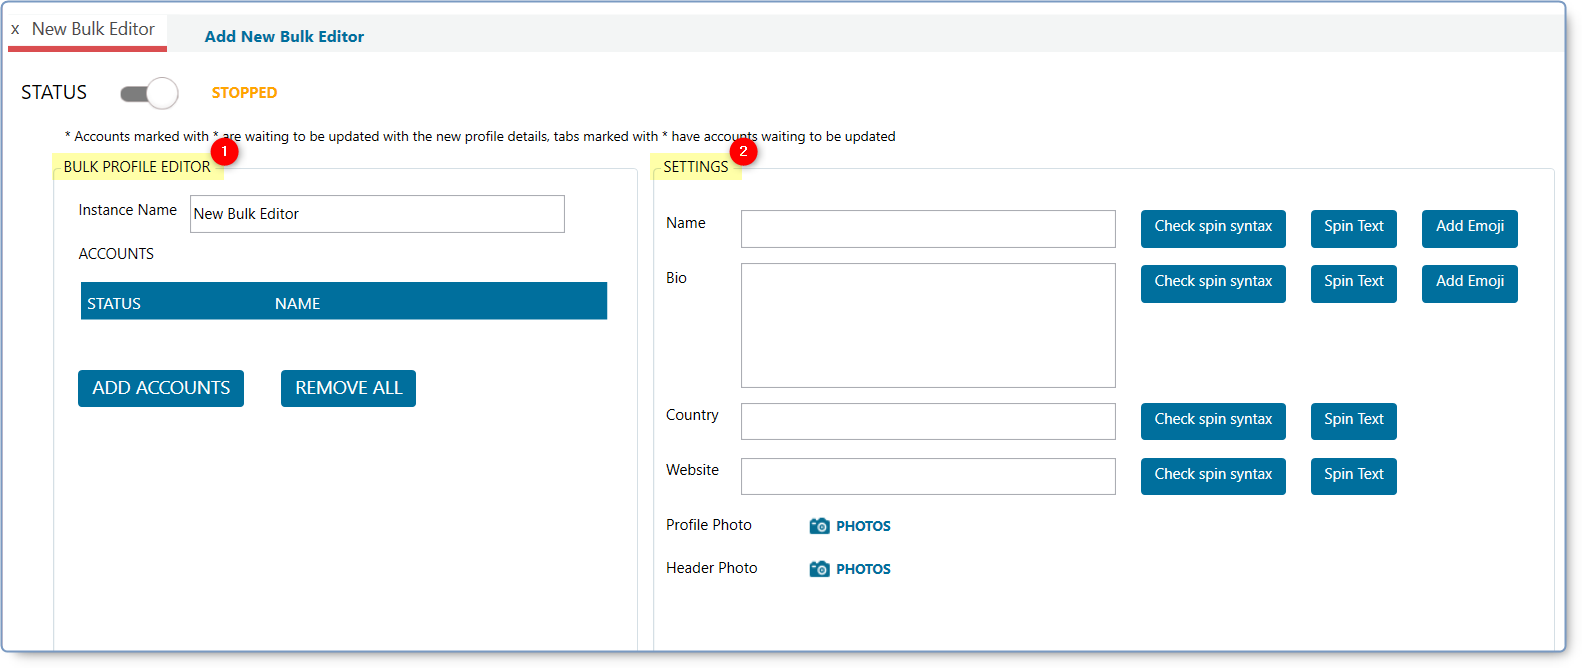 x New Bulk Editor
Add New Bulk Editor
STATUS
STOPPED
* Accounts marked with * are waiting to be updated with the new profile details, tabs marked with * have accounts waiting to be updated
BULK PROFILE EDITOR
1
Instance Name
New Bulk Editor
ACCOUNTS
STATUS NAME
ADD ACCOUNTS
REMOVE ALL
SETTINGS
2
Name
Check spin syntax
Spin Text
Add Emoji
Bio
Check spin syntax
Spin Text
Add Emoji
Country
Check spin syntax
Spin Text
Website
Check spin syntax
Spin Text
Profile Photo
PHOTOS
Header Photo
PHOTOS